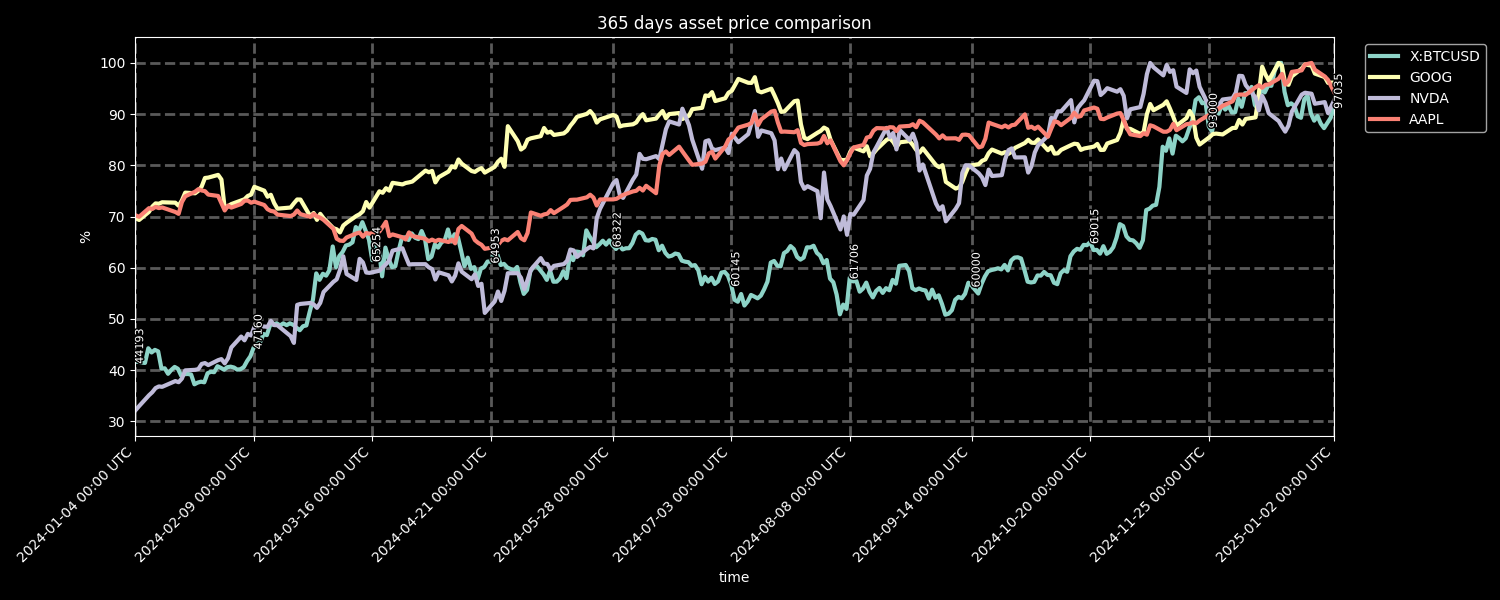 365 days asset price comparison
X:BTCUSD
GOOG
NVDA
AAPL
100
90
80
70
60
50
40
30
%
44193
47160
65254
64953
68322
60145
61706
60000
69015
93000
97035
2024-01-04 00:00 UTC
2024-02-09 00:00 UTC
2024-03-16 00:00 UTC
2024-04-21 00:00 UTC
2024-05-28 00:00 UTC
2024-07-03 00:00 UTC
2024-08-08 00:00 UTC
2024-09-14 00:00 UTC
2024-10-20 00:00 UTC
2024-11-25 00:00 UTC
2025-01-02 00:00 UTC
time